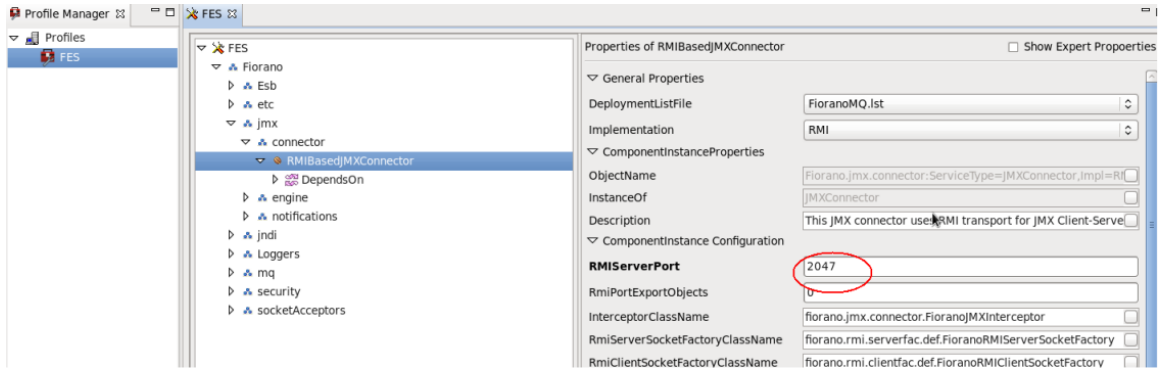 Profile Manager
FES
Profiles
FES
FES
Fiorano
Esb
etc
jmx
connector
RMIBasedJMXConnector
DependsOn
engine
notifications
jndi
Loggers
mq
security
socketAcceptors
Properties of RMIBasedJMXConnector
Show Expert Propoerties
General Properties
DeploymentListFile FioranoMQ.lst
Implementation RMI
ComponentInstanceProperties
ObjectName Fiorano.jmx.connector:ServiceType=JMXConnector,Impl=RM
InstanceOf JMXConnector
Description This JMX connector uses RMI transport for JMX Client-Serve
ComponentInstance Configuration
RMIServerPort 2047
RmiPortExportObjects 0
InterceptorClassName fiorano.jmx.connector.FioranoJMXInterceptor
RmiServerSocketFactoryClassName fiorano.rmi.serverfac.def.FioranoRMIServerSocketFactory
RmiClientSocketFactoryClassName fiorano.rmi.clientfac.def.FioranoRMIClientSocketFactory